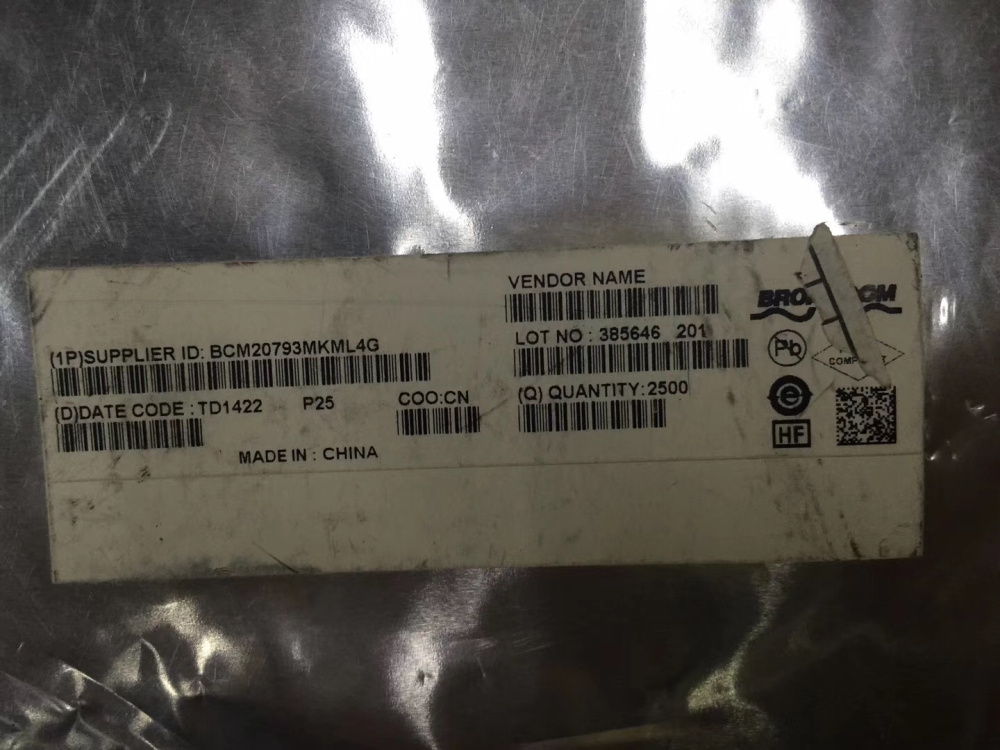 (1P)SUPPLIER ID: BCM20793MKML4G
(D)DATE CODE : TD1422 P25
COO:CN
MADE IN : CHINA
VENDOR NAME
LOT NO : 385646 201
(Q) QUANTITY:2500
Pb
e
HF